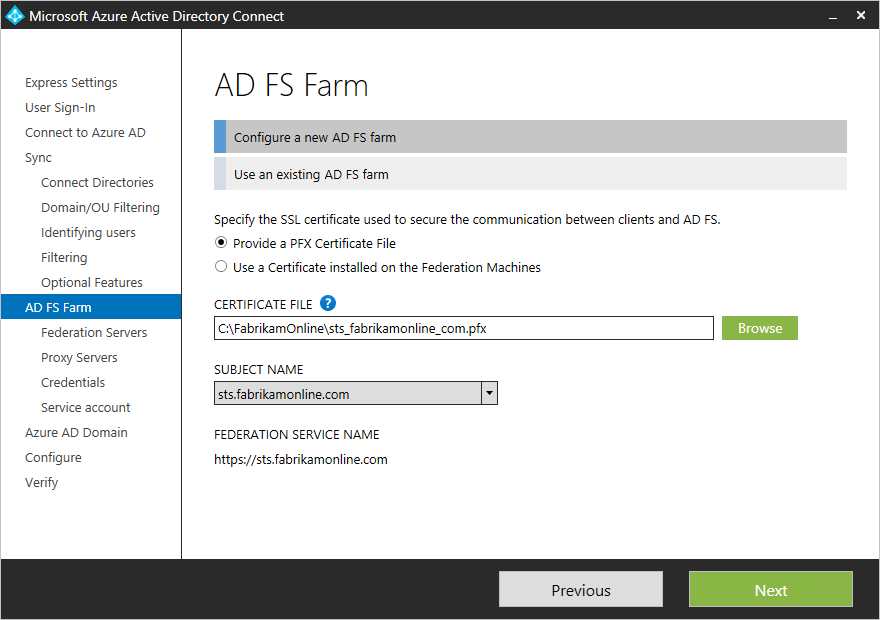 Microsoft Azure Active Directory Connect
Express Settings
User Sign-In
Connect to Azure AD
Sync
Connect Directories
Domain/OU Filtering
Identifying users
Filtering
Optional Features
AD FS Farm
Federation Servers
Proxy Servers
Credentials
Service account
Azure AD Domain
Configure
Verify
AD FS Farm
Configure a new AD FS farm
Use an existing AD FS farm
Specify the SSL certificate used to secure the communication between clients and AD FS.
Provide a PFX Certificate File
Use a Certificate installed on the Federation Machines
CERTIFICATE FILE ?
C:\FabrikamOnline\sts_fabrikamonline_com.pfx
Browse
SUBJECT NAME
sts.fabrikamonline.com
FEDERATION SERVICE NAME
https://sts.fabrikamonline.com
Previous
Next